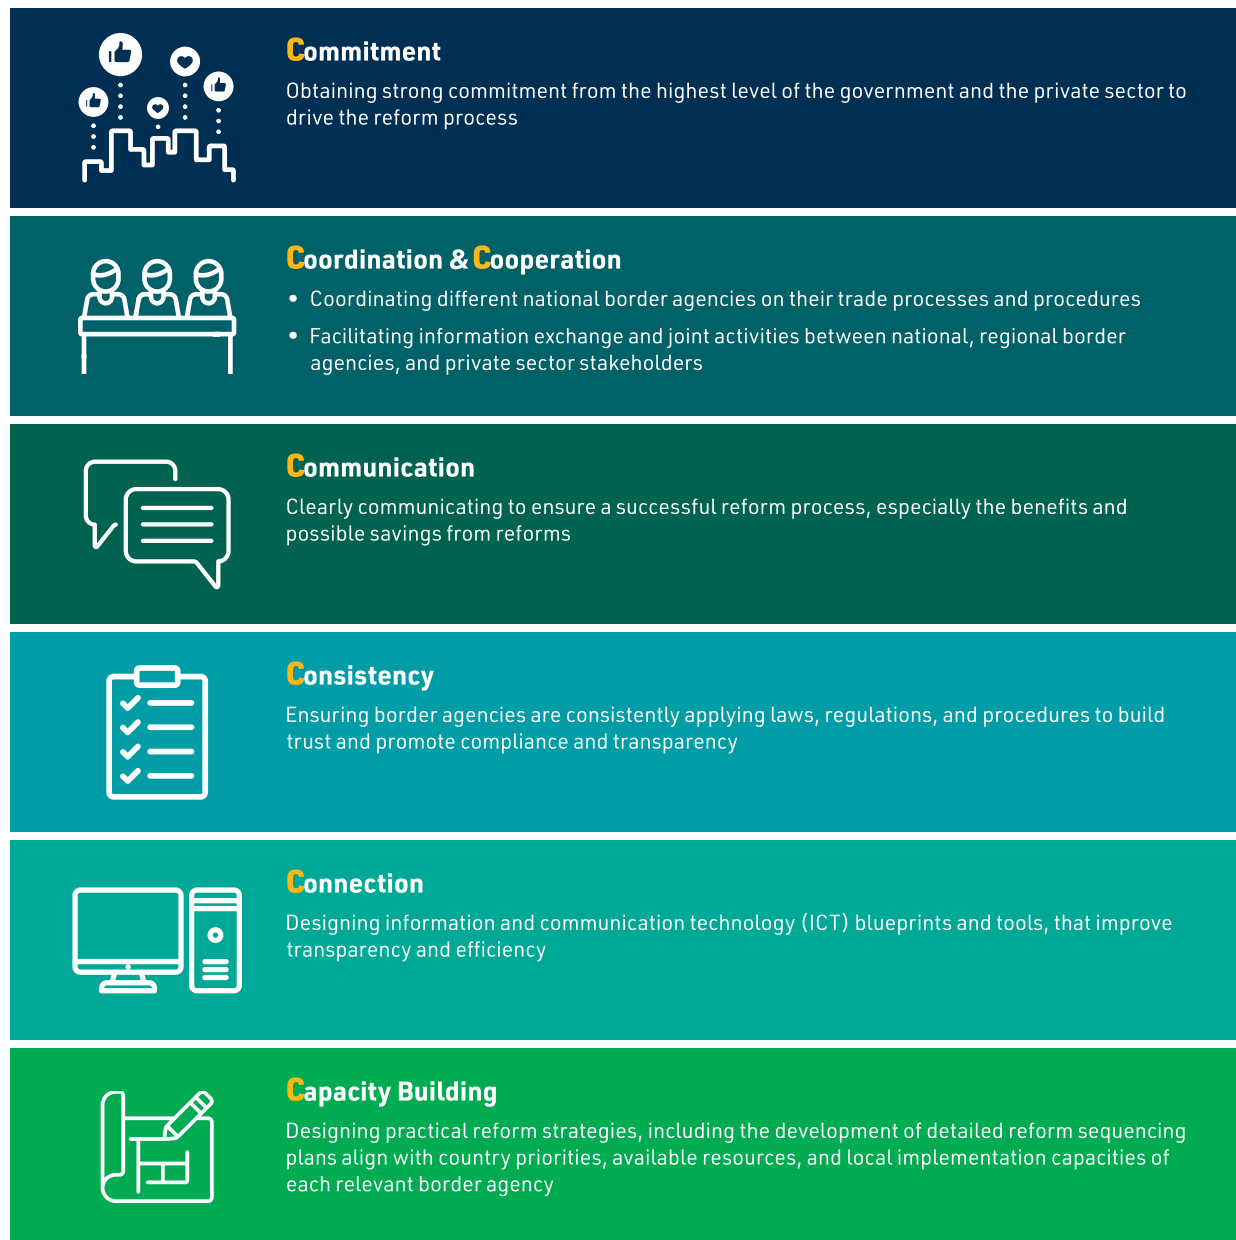 Commitment
Obtaining strong commitment from the highest level of the government and the private sector to
drive the reform process
Coordination & Cooperation
• Coordinating different national border agencies on their trade processes and procedures
• Facilitating information exchange and joint activities between national, regional border
agencies, and private sector stakeholders
Communication
Clearly communicating to ensure a successful reform process, especially the benefits and
possible savings from reforms
Consistency
Ensuring border agencies are consistently applying laws, regulations, and procedures to build
trust and promote compliance and transparency
Connection
Designing information and communication technology (ICT) blueprints and tools, that improve
transparency and efficiency
Capacity Building
Designing practical reform strategies, including the development of detailed reform sequencing
plans align with country priorities, available resources, and local implementation capacities of
each relevant border agency